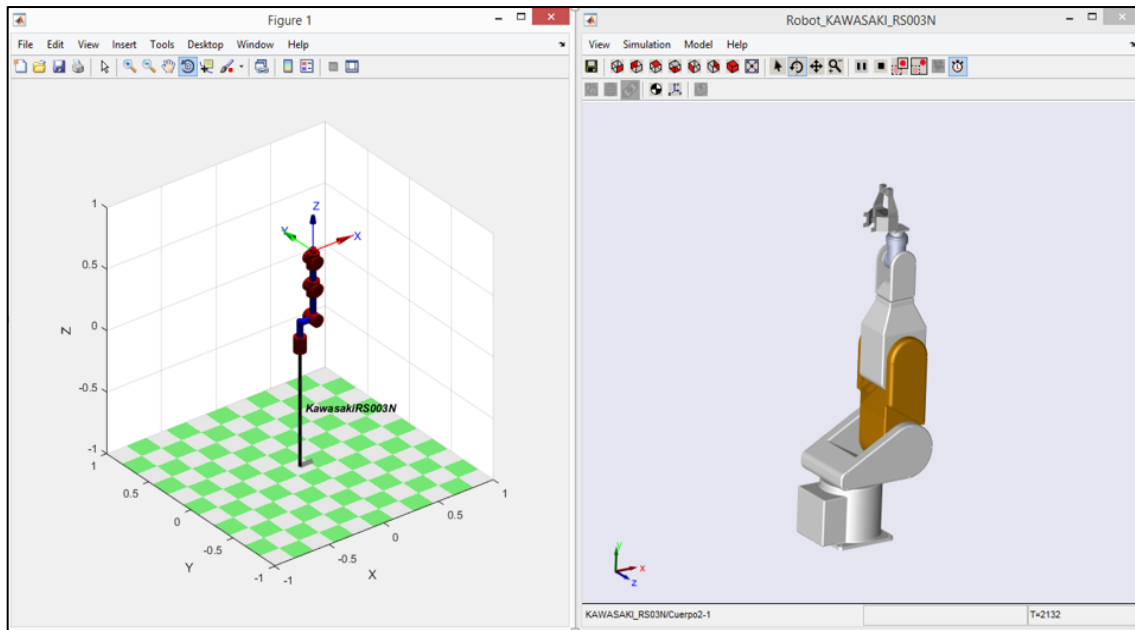 Figure 1
File Edit View Insert Tools Desktop Window Help
Z
Y
X
1
0.5
0
-0.5
-1
Z
KawasakiRS003N
1
0.5
0
-0.5
-1
Y
-1
-0.5
0
0.5
1
X
Robot_KAWASAKI_RS003N
View Simulation Model Help
y
x
z
KAWASAKI_RS03N/Cuerpo2-1
T=2132